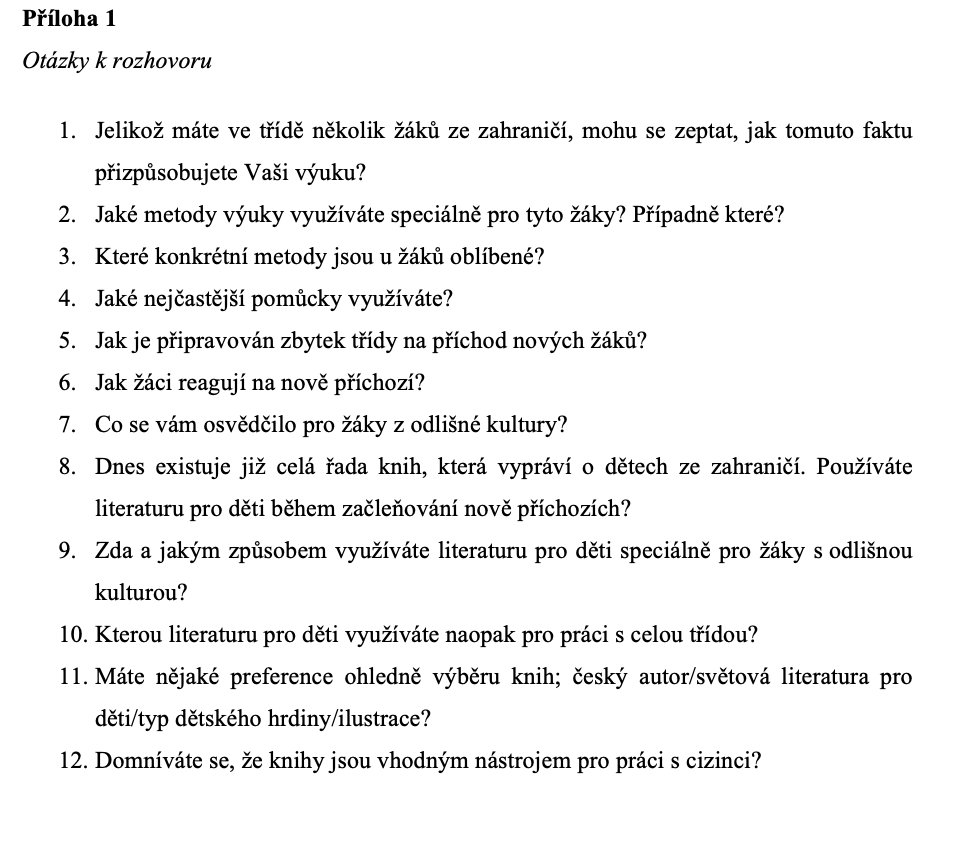 Příloha 1
Otázky k rozhovoru
1. Jelikož máte ve třídě několik žáků ze zahraničí, mohu se zeptat, jak tomuto faktu
přizpůsobujete Vaši výuku?
2. Jaké metody výuky využíváte speciálně pro tyto žáky? Případně které?
3. Které konkrétní metody jsou u žáků oblíbené?
4. Jaké nejčastější pomůcky využíváte?
5. Jak je připravován zbytek třídy na příchod nových žáků?
6. Jak žáci reagují na nově příchozí?
7. Co se vám osvědčilo pro žáky z odlišné kultury?
8. Dnes existuje již celá řada knih, která vypráví o dětech ze zahraničí. Používáte
literaturu pro děti během začleňování nově příchozích?
9. Zda a jakým způsobem využíváte literaturu pro děti speciálně pro žáky s odlišnou
kulturou?
10. Kterou literaturu pro děti využíváte naopak pro práci s celou třídou?
11. Máte nějaké preference ohledně výběru knih; český autor/světová literatura pro
děti/typ dětského hrdiny/ilustrace?
12. Domníváte se, že knihy jsou vhodným nástrojem pro práci s cizinci?